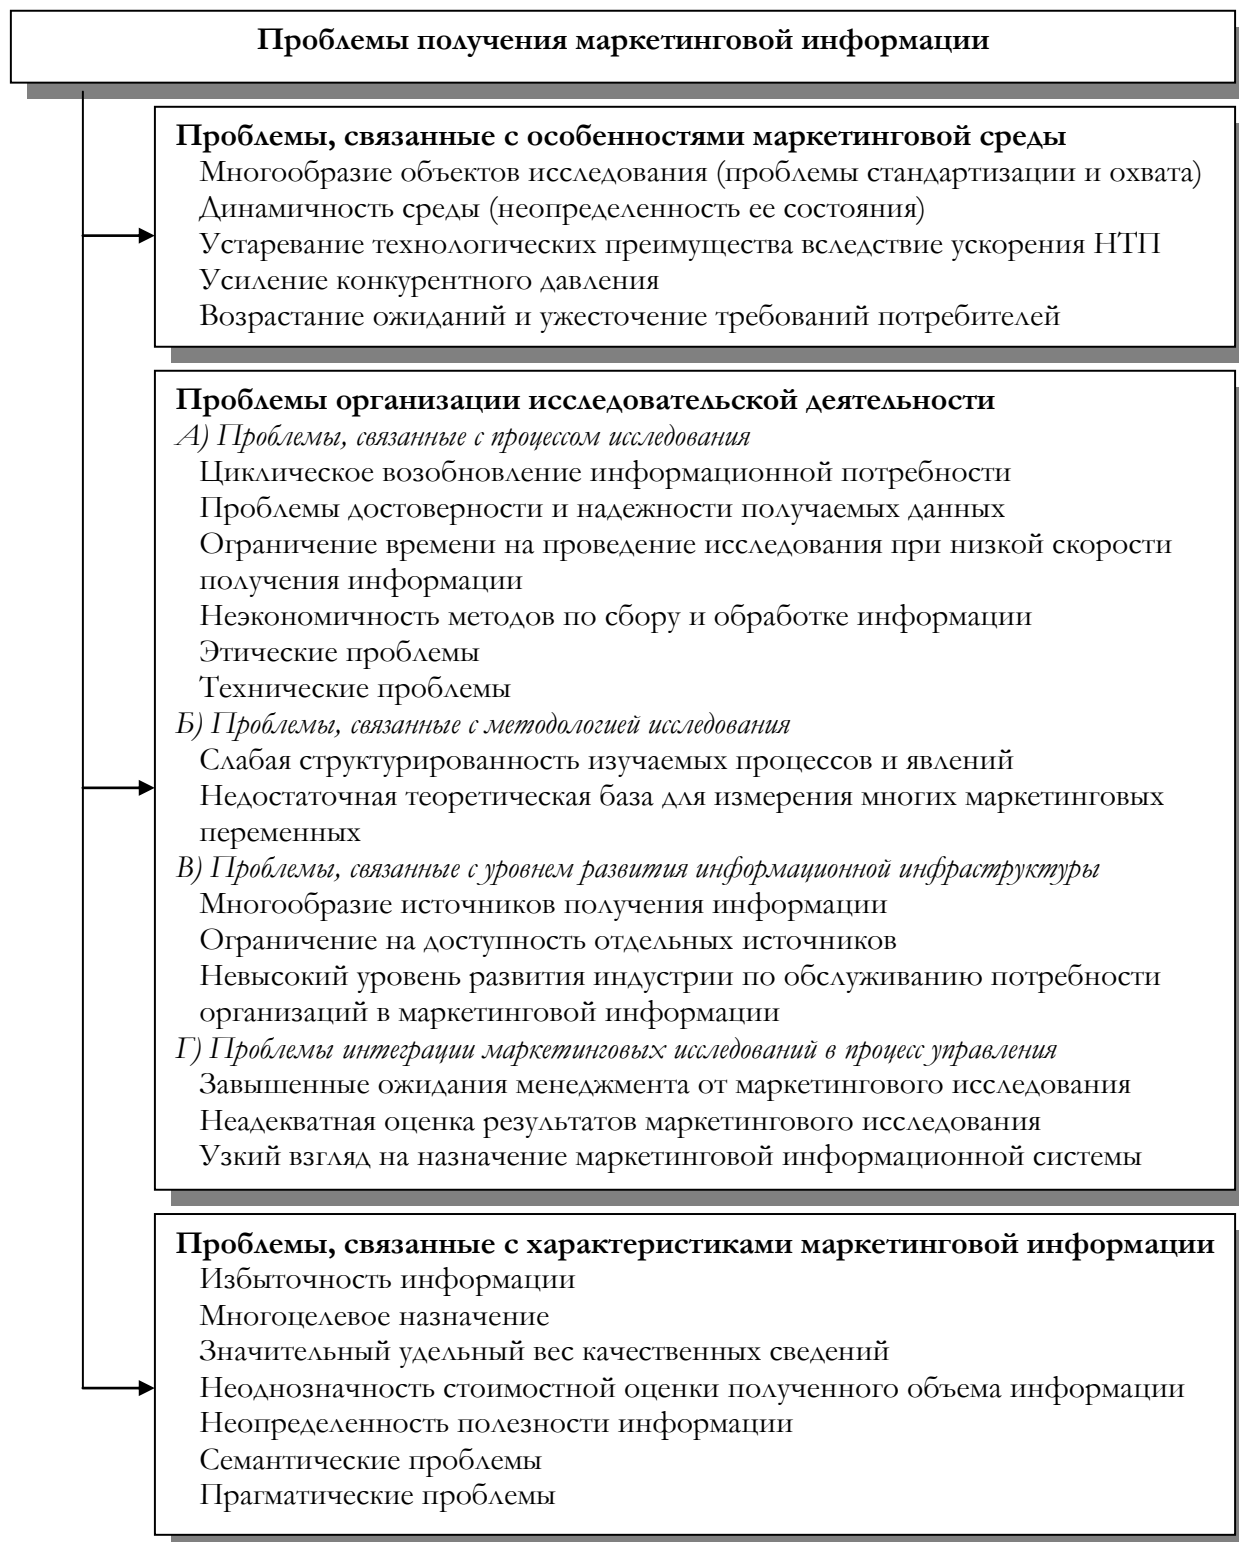 Проблемы получения маркетинговой информации
Проблемы, связанные с особенностями маркетинговой среды
Многообразие объектов исследования (проблемы стандартизации и охвата)
Динамичность среды (неопределенность ее состояния)
Устаревание технологических преимущества вследствие ускорения НТП
Усиление конкурентного давления
Возрастание ожиданий и ужесточение требований потребителей
Проблемы организации исследовательской деятельности
А) Проблемы, связанные с процессом исследования
Циклическое возобновление информационной потребности
Проблемы достоверности и надежности получаемых данных
Ограничение времени на проведение исследования при низкой скорости
получения информации
Неэкономичность методов по сбору и обработке информации
Этические проблемы
Технические проблемы
Б) Проблемы, связанные с методологией исследования
Слабая структурированность изучаемых процессов и явлений
Недостаточная теоретическая база для измерения многих маркетинговых
переменных
В) Проблемы, связанные с уровнем развития информационной инфраструктуры
Многообразие источников получения информации
Ограничение на доступность отдельных источников
Невысокий уровень развития индустрии по обслуживанию потребности
организаций в маркетинговой информации
Г) Проблемы интеграции маркетинговых исследований в процесс управления
Завышенные ожидания менеджмента от маркетингового исследования
Неадекватная оценка результатов маркетингового исследования
Узкий взгляд на назначение маркетинговой информационной системы
Проблемы, связанные с характеристиками маркетинговой информации
Избыточность информации
Многоцелевое назначение
Значительный удельный вес качественных сведений
Неоднозначность стоимостной оценки полученного объема информации
Неопределенность полезности информации
Семантические проблемы
Прагматические проблемы